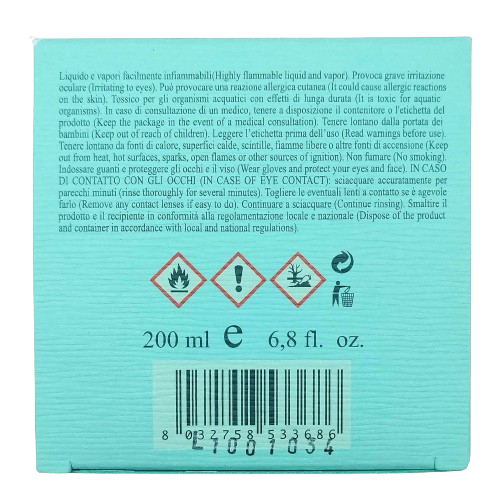 Liquido e vapori facilmente infiammabili(Highly flammable liquid and vapor). Provoca grave irritazione
oculare (Irritating to eyes). Può provocare una reazione allergica cutanea (It could cause allergic reactions
on the skin). Tossico per gli organismi acquatici con effetti di lunga durata (It is toxic for aquatic
organisms). In caso di consultazione di un medico, tenere a disposizione il contenitore o l'etichetta del
prodotto (Keep the package in the event of a medical consultation). Tenere lontano dalla portata dei
bambini (Keep out of reach of children). Leggere l'etichetta prima dell'uso (Read warnings before use).
Tenere lontano da fonti di calore, superfici calde, scintille, fiamme libere o altre fonti di accensione (Keep
out from heat, hot surfaces, sparks, open flames or other sources of ignition). Non fumare (No smoking).
Indossare guanti e proteggere gli occhi e il viso (Wear gloves and protect your eyes and face). IN CASO
DI CONTATTO CON GLI OCCHI (IN CASE OF EYE CONTACT): sciacquare accuratamente per
parecchi minuti (rinse thoroughly for several minutes). Togliere le eventuali lenti a contatto se è agevole
farlo (Remove any contact lenses if easy to do). Continuare a sciacquare (Continue rinsing). Smaltire il
prodotto e il recipiente in conformità alla regolamentazione locale e nazionale (Dispose of the product
and container in accordance with local and national regulations).
200 ml e 6,8 fl. oz.
8 032758 533686
L1001034